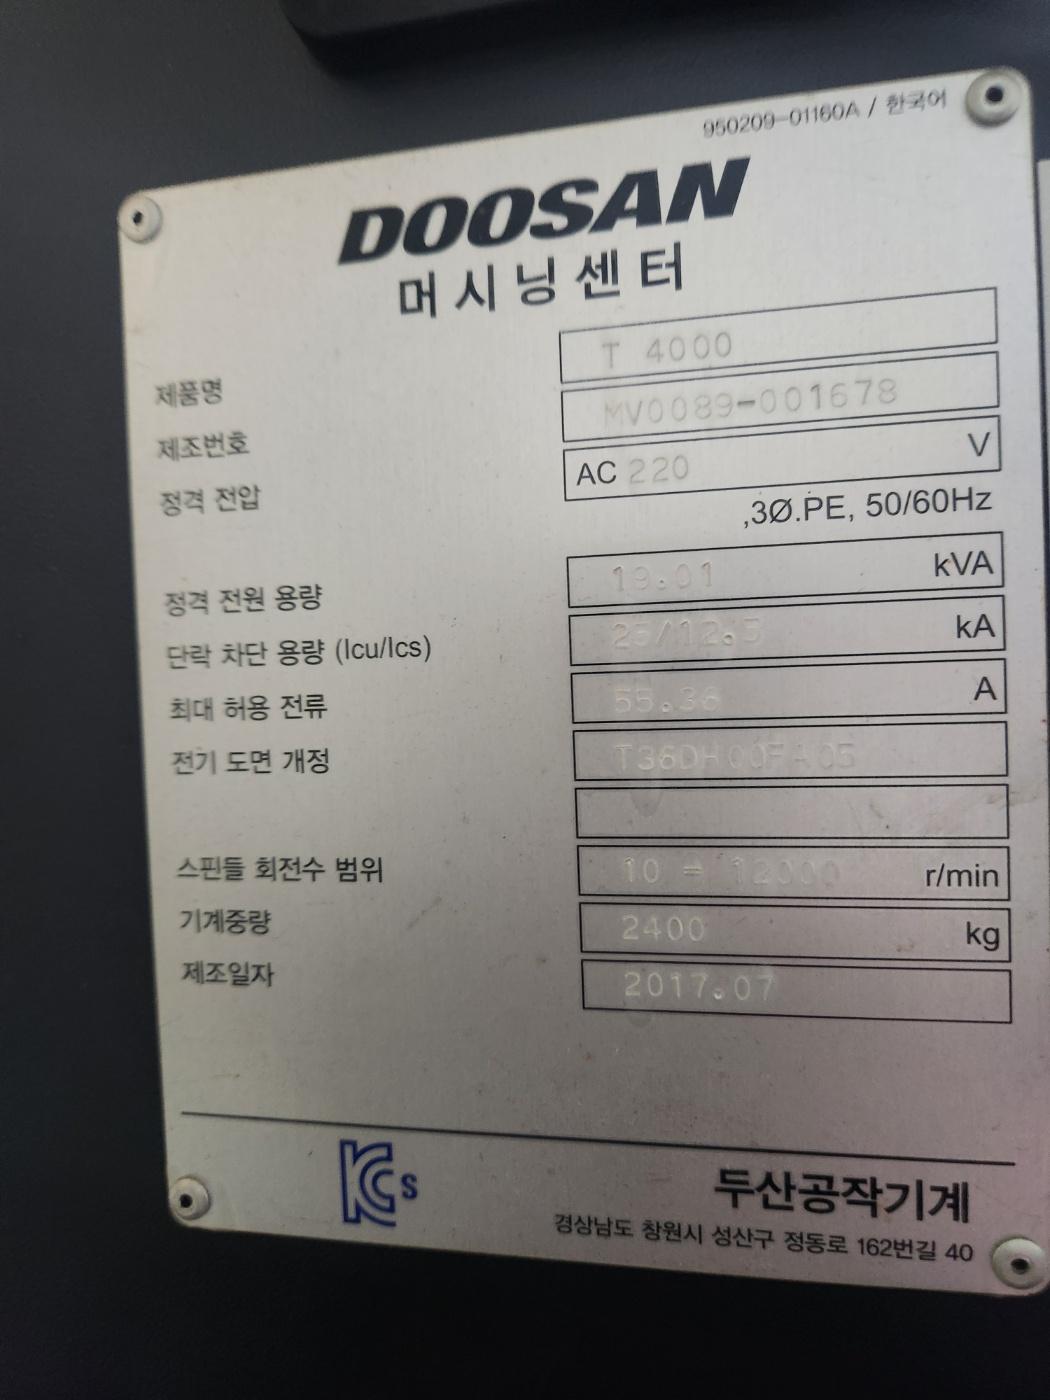 950209-01160A / 한국어
DOOSAN
머시닝센터
제품명 T 4000
제조번호 MV0089-001678
정격 전압 AC 220 V
,3Ø.PE, 50/60Hz
정격 전원 용량 19.01 kVA
단락 차단 용량 (Icu/Ics) 25/12.5 kA
최대 허용 전류 55.36 A
전기 도면 개정 T36DH00FA05
스핀들 회전수 범위 10 - 12000 r/min
기계중량 2400 kg
제조일자 2017.07
KCs
두산공작기계
경상남도 창원시 성산구 정동로 162번길 40